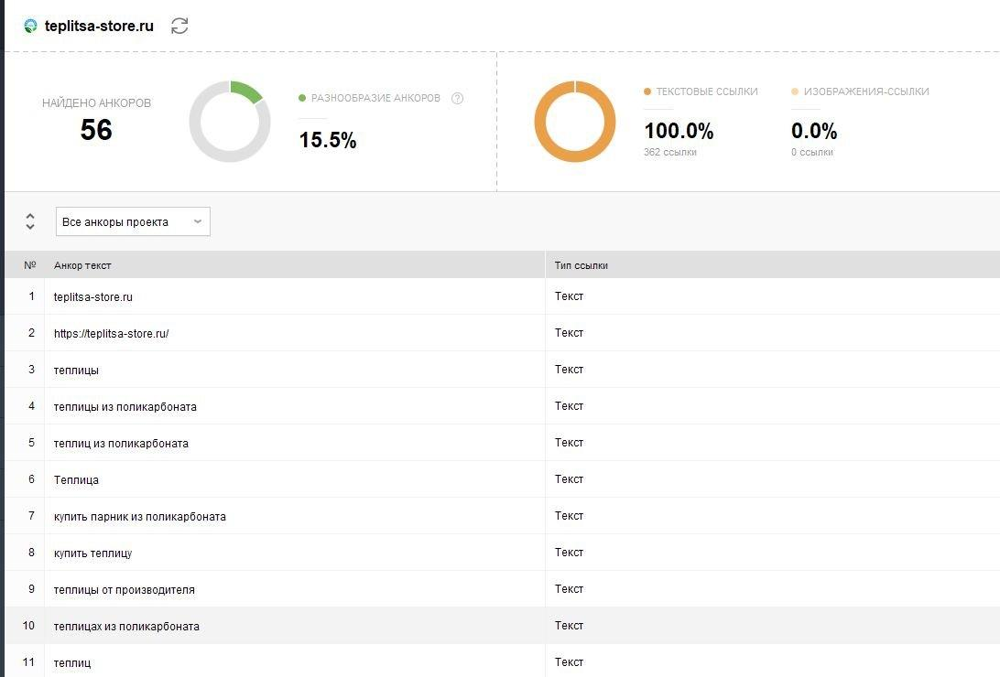 teplitsa-store.ru
НАЙДЕНО АНКОРОВ
56
РАЗНООБРАЗИЕ АНКОРОВ ?
15.5%
ТЕКСТОВЫЕ ССЫЛКИ
100.0%
362 ссылки
ИЗОБРАЖЕНИЯ-ССЫЛКИ
0.0%
0 ссылки
Все анкоры проекта
№ Анкор текст Тип ссылки
1 teplitsa-store.ru Текст
2 https://teplitsa-store.ru/ Текст
3 теплицы Текст
4 теплицы из поликарбоната Текст
5 теплиц из поликарбоната Текст
6 Теплица Текст
7 купить парник из поликарбоната Текст
8 купить теплицу Текст
9 теплицы от производителя Текст
10 теплицах из поликарбоната Текст
11 теплиц Текст